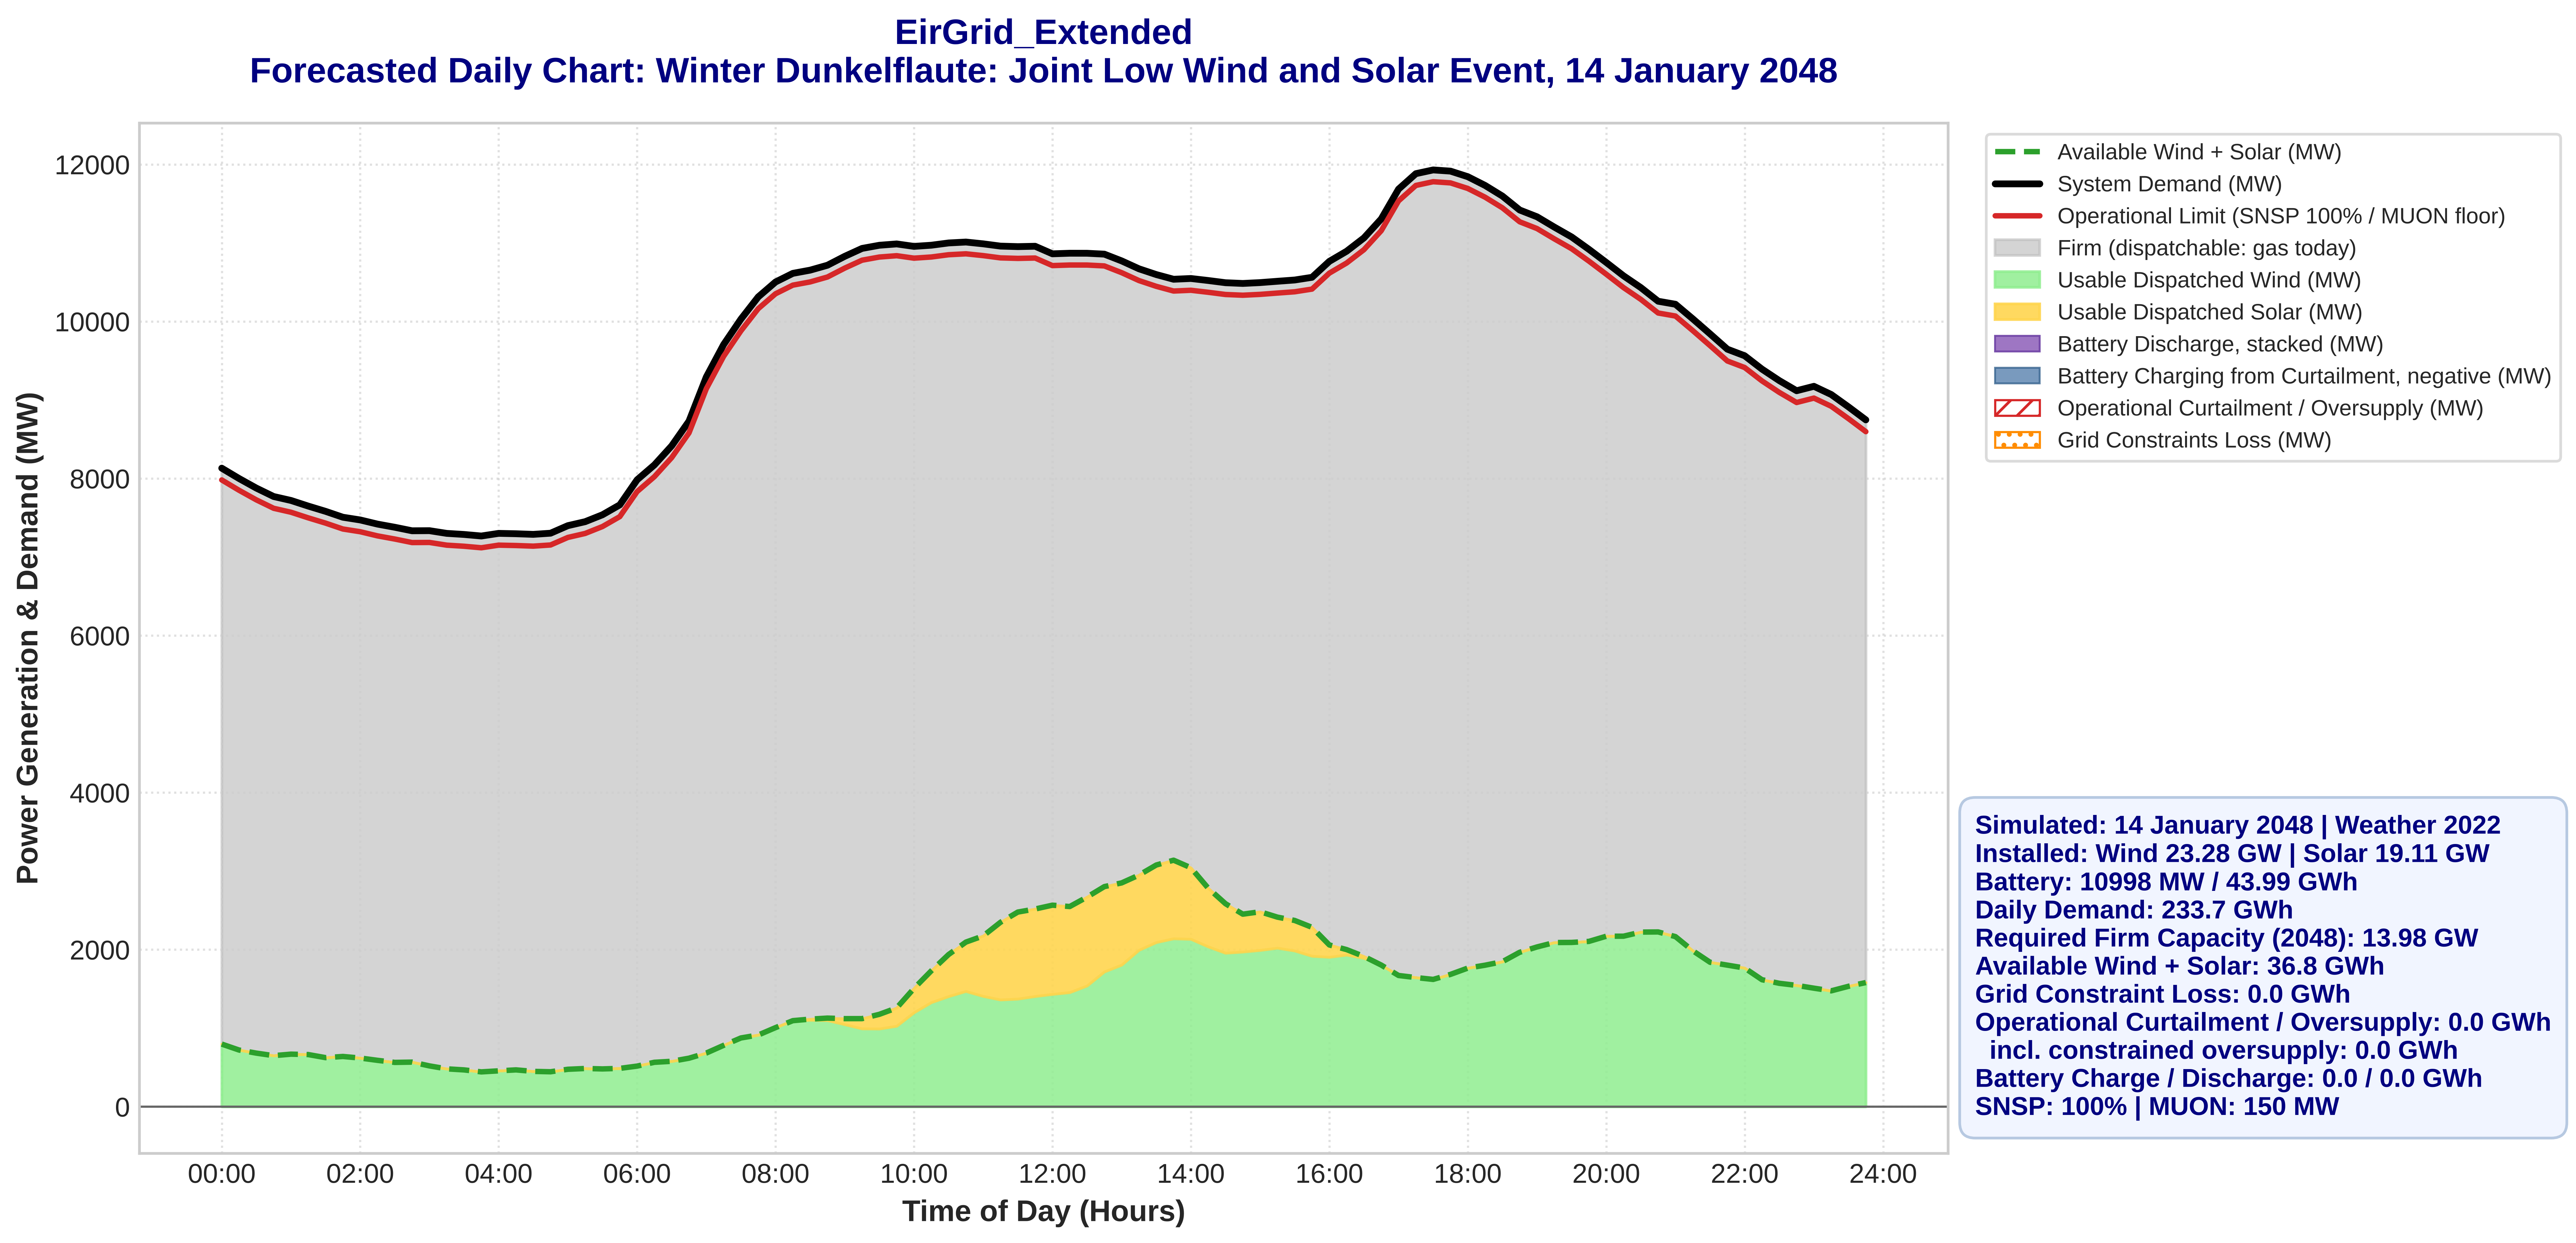 EirGrid_Extended
Forecasted Daily Chart: Winter Dunkelflaute: Joint Low Wind and Solar Event, 14 January 2048
Power Generation & Demand (MW)
12000
10000
8000
6000
4000
2000
0
00:00
02:00
04:00
06:00
08:00
10:00
12:00
14:00
16:00
18:00
20:00
22:00
24:00
Time of Day (Hours)
Available Wind + Solar (MW)
System Demand (MW)
Operational Limit (SNSP 100% / MUON floor)
Firm (dispatchable: gas today)
Usable Dispatched Wind (MW)
Usable Dispatched Solar (MW)
Battery Discharge, stacked (MW)
Battery Charging from Curtailment, negative (MW)
Operational Curtailment / Oversupply (MW)
Grid Constraints Loss (MW)
Simulated: 14 January 2048 | Weather 2022
Installed: Wind 23.28 GW | Solar 19.11 GW
Battery: 10998 MW / 43.99 GWh
Daily Demand: 233.7 GWh
Required Firm Capacity (2048): 13.98 GW
Available Wind + Solar: 36.8 GWh
Grid Constraint Loss: 0.0 GWh
Operational Curtailment / Oversupply: 0.0 GWh
incl. constrained oversupply: 0.0 GWh
Battery Charge / Discharge: 0.0 / 0.0 GWh
SNSP: 100% | MUON: 150 MW